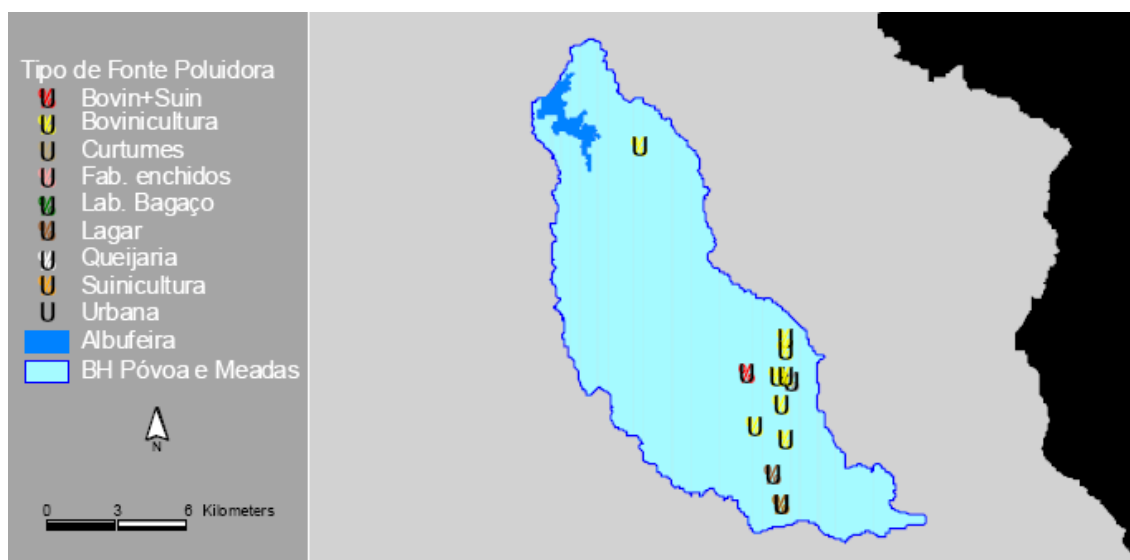 Tipo de Fonte Poluidora
Bovin+Suin
Bovinicultura
Curtumes
Fab. enchidos
Lab. Bagaço
Lagar
Queijaria
Suinicultura
Urbana
Albufeira
BH Póvoa e Meadas
N
0 3 6 Kilometers